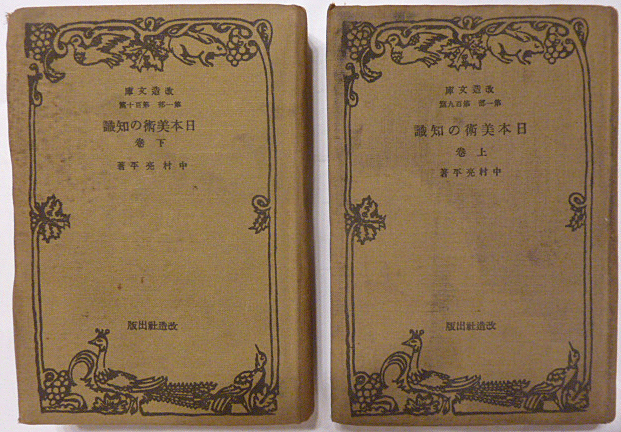 改造文庫
第一部 第百十篇
日本美術の知識
下卷
中村亮平著
改造社出版
改造文庫
第一部 第百九篇
日本美術の知識
上卷
中村亮平著
改造社出版